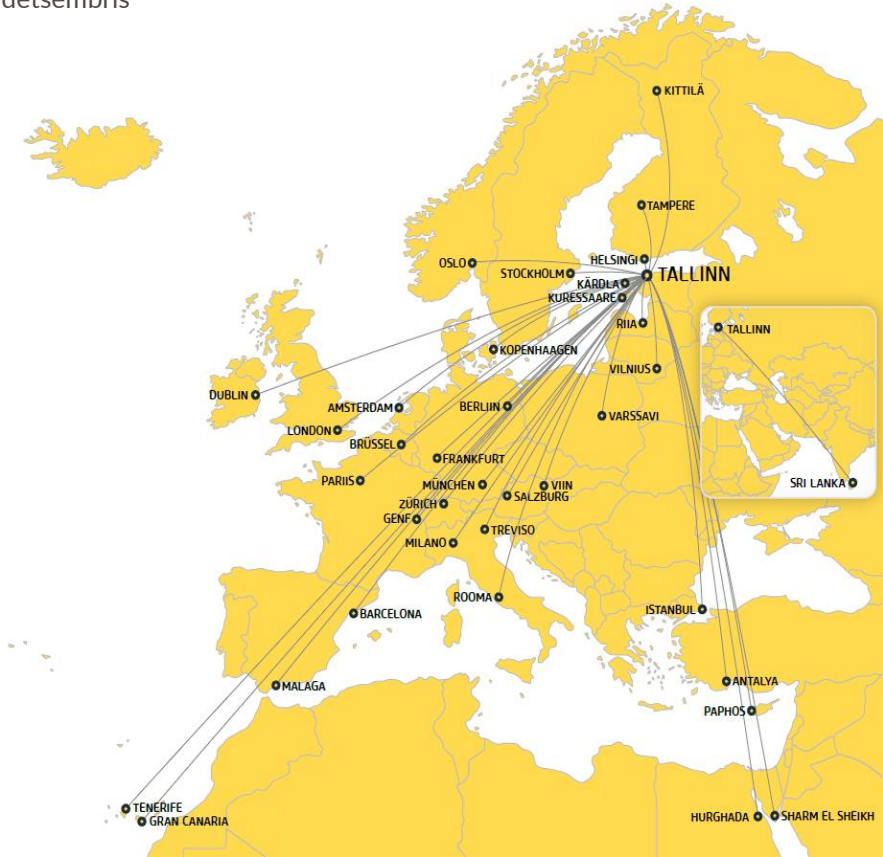 detsembris
KITTILÄ
TAMPERE
HELSINGI
OSLO
STOCKHOLM
TALLINN
KÄRDLA
KURESSAARE
RIIA
TALLINN
KOPENHAAGEN
VILNIUS
DUBLIN
AMSTERDAM
BERLIIN
VARSSAVI
LONDON
BRÜSSEL
FRANKFURT
PARIIS
MÜNCHEN
VIIN
SRI LANKA
SALZBURG
ZÜRICH
GENF
TREVISO
MILANO
ROOMA
ISTANBUL
BARCELONA
MALAGA
ANTALYA
PAPHOS
TENERIFE
GRAN CANARIA
HURGHADA
SHARM EL SHEIKH